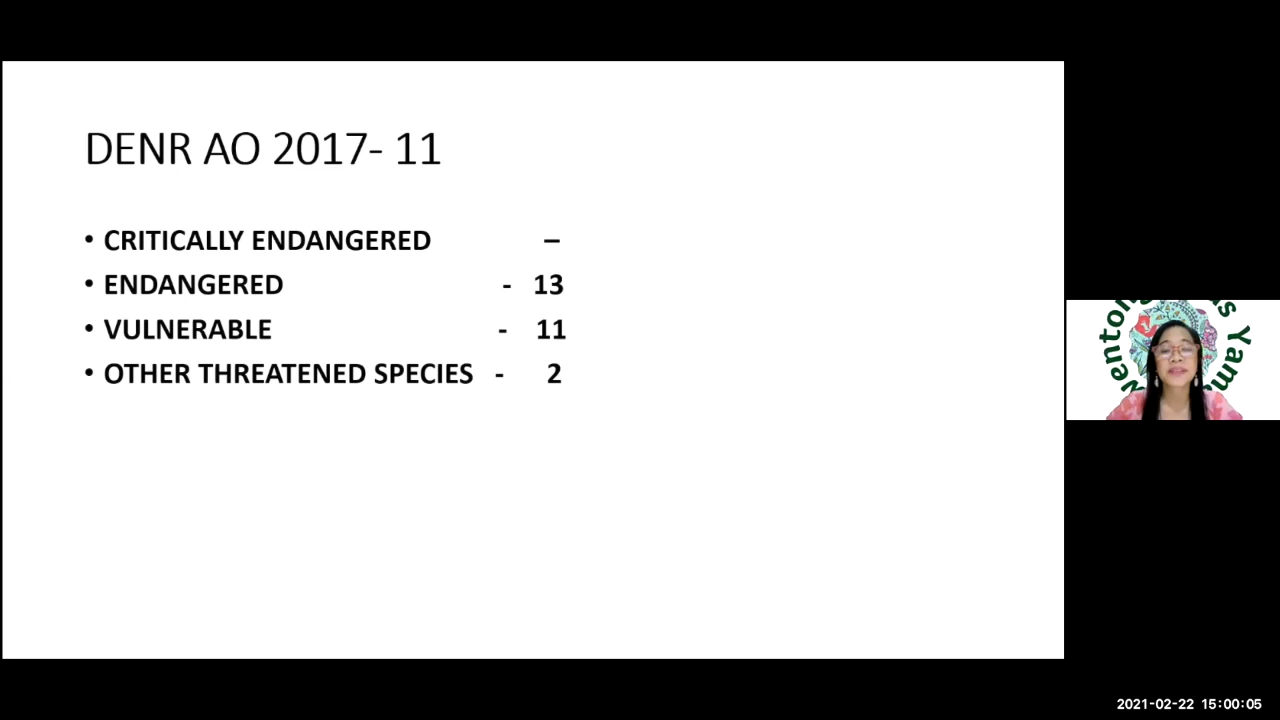 DENR AO 2017- 11
• CRITICALLY ENDANGERED –
• ENDANGERED - 13
• VULNERABLE - 11
• OTHER THREATENED SPECIES - 2
2021-02-22 15:00:05